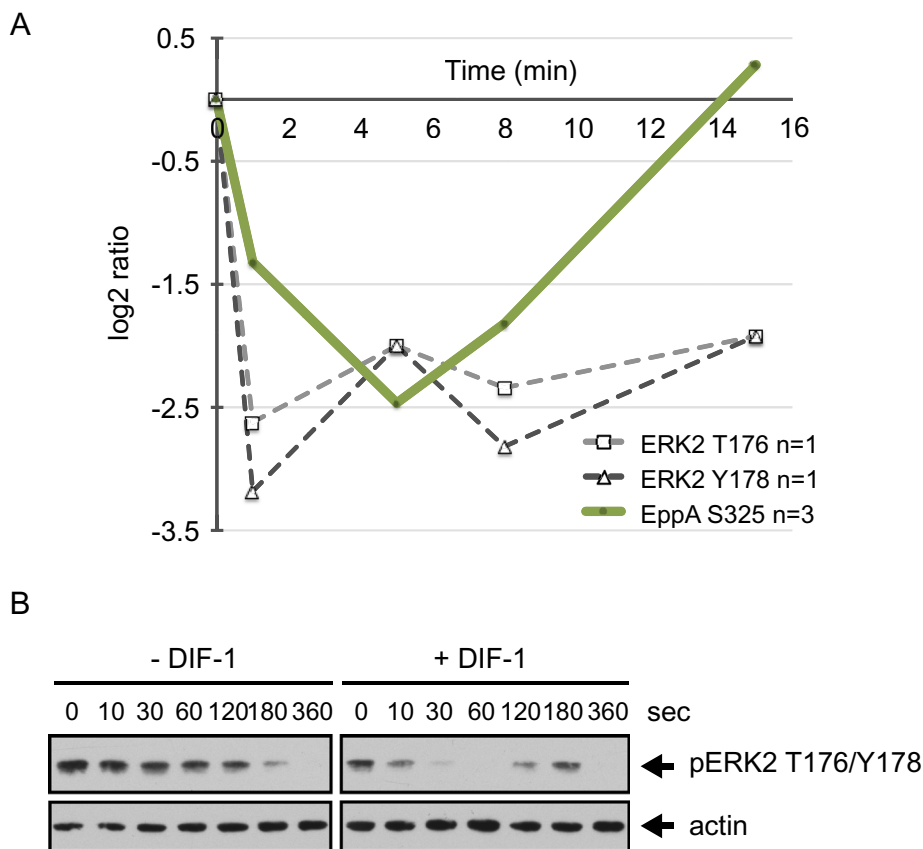 A
0.5
Time (min)
0 2 4 6 8 10 12 14 16
-0.5
-1.5
-2.5
-3.5
log2 ratio
ERK2 T176 n=1
ERK2 Y178 n=1
EppA S325 n=3
B
- DIF-1 + DIF-1
0 10 30 60 120 180 360 0 10 30 60 120 180 360 sec
pERK2 T176/Y178
actin